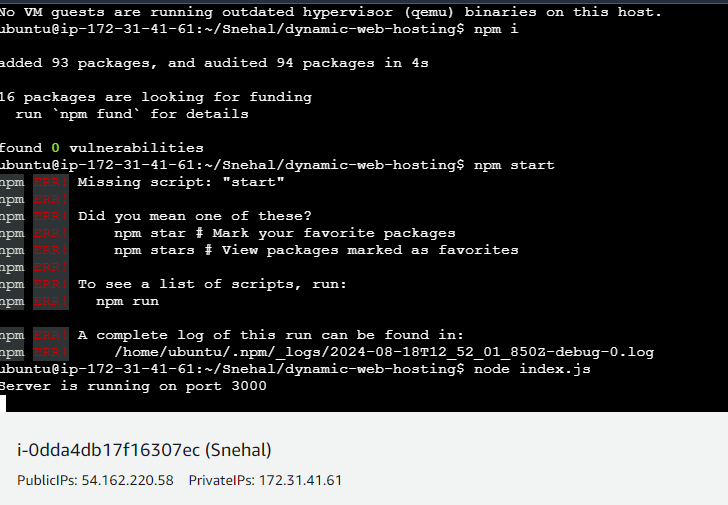 No VM guests are running outdated hypervisor (qemu) binaries on this host.
ubuntu@ip-172-31-41-61:~/Snehal/dynamic-web-hosting$ npm i
added 93 packages, and audited 94 packages in 4s
16 packages are looking for funding
  run `npm fund` for details
found 0 vulnerabilities
ubuntu@ip-172-31-41-61:~/Snehal/dynamic-web-hosting$ npm start
npm ERR! Missing script: "start"
npm ERR!
npm ERR! Did you mean one of these?
npm ERR!     npm star # Mark your favorite packages
npm ERR!     npm stars # View packages marked as favorites
npm ERR!
npm ERR! To see a list of scripts, run:
npm ERR!   npm run
npm ERR! A complete log of this run can be found in:
npm ERR!     /home/ubuntu/.npm/_logs/2024-08-18T12_52_01_850Z-debug-0.log
ubuntu@ip-172-31-41-61:~/Snehal/dynamic-web-hosting$ node index.js
Server is running on port 3000
i-0dda4db17f16307ec (Snehal)
PublicIPs: 54.162.220.58 PrivateIPs: 172.31.41.61